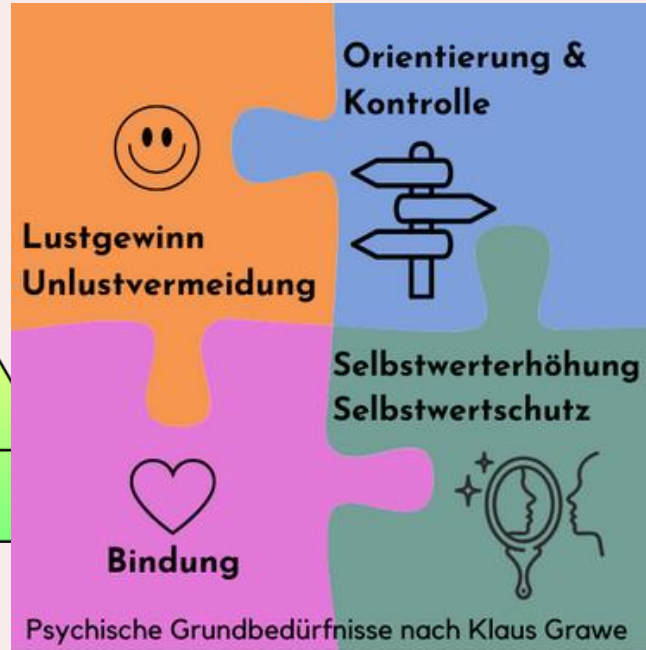 Orientierung &
Kontrolle
Lustgewinn
Unlustvermeidung
Selbstwerterhöhung
Selbstwertschutz
Bindung
Psychische Grundbedürfnisse nach Klaus Grawe